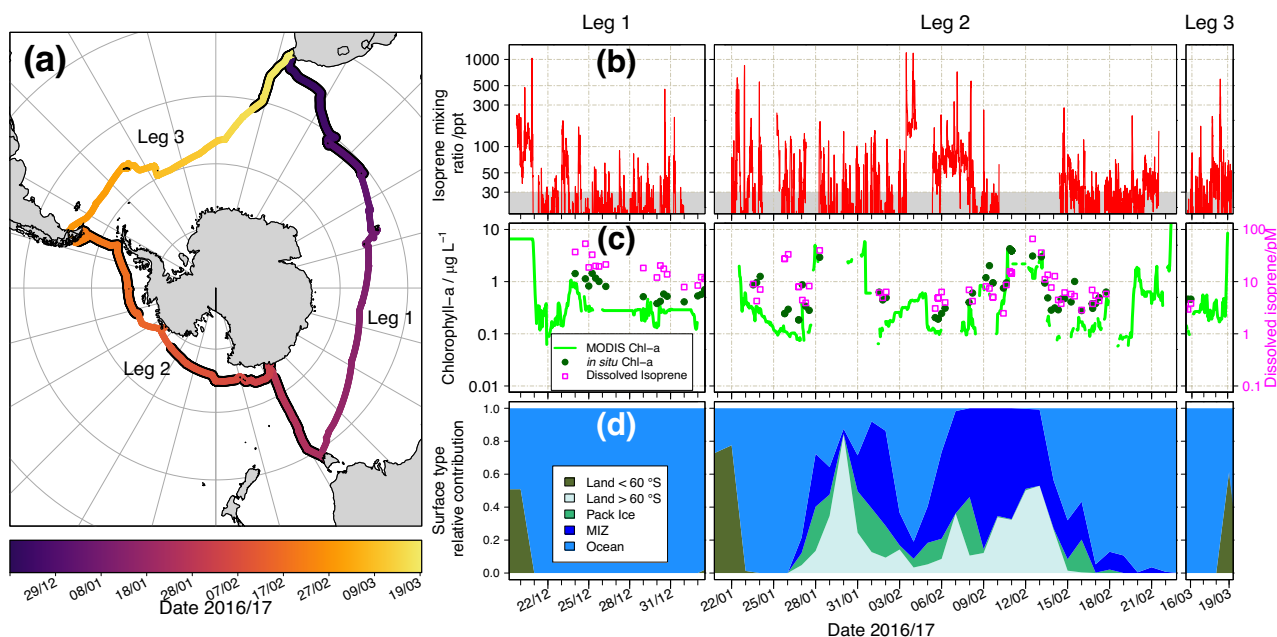 Leg 1
Leg 2
Leg 3
(a)
Leg 3
Leg 1
Leg 2
29/12
08/01
18/01
28/01
07/02
17/02
27/02
09/03
19/03
Date 2016/17
(b)
Isoprene mixing
ratio /ppt
1000
500
300
100
50
30
(c)
Chlorophyll−a / µg L−1
10
1
0.1
0.01
MODIS Chl−a
in situ Chl−a
Dissolved Isoprene
100
10
1
0.1
Dissolved isoprene/pM
(d)
Surface type
relative contribution
1.0
0.8
0.6
0.4
0.2
0.0
Land < 60 °S
Land > 60 °S
Pack Ice
MIZ
Ocean
22/12
25/12
28/12
31/12
22/01
25/01
28/01
31/01
03/02
06/02
09/02
12/02
15/02
18/02
21/02
16/03
19/03
Date 2016/17